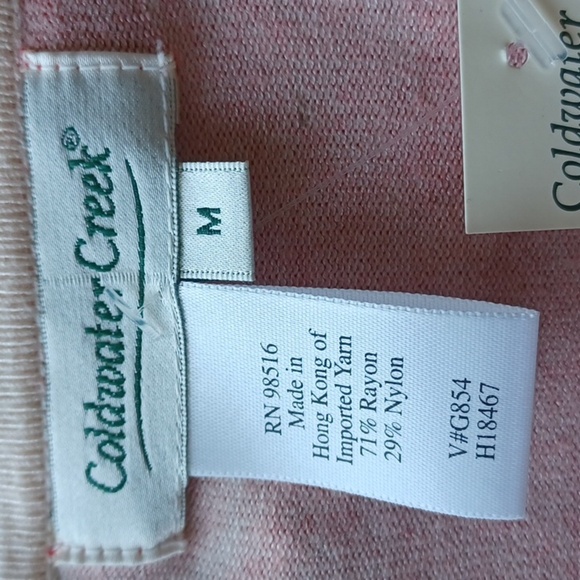 Coldwater Creek®
M
RN 98516
Made in
Hong Kong of
Imported Yarn
71% Rayon
29% Nylon
V#G854
H18467
Coldwater